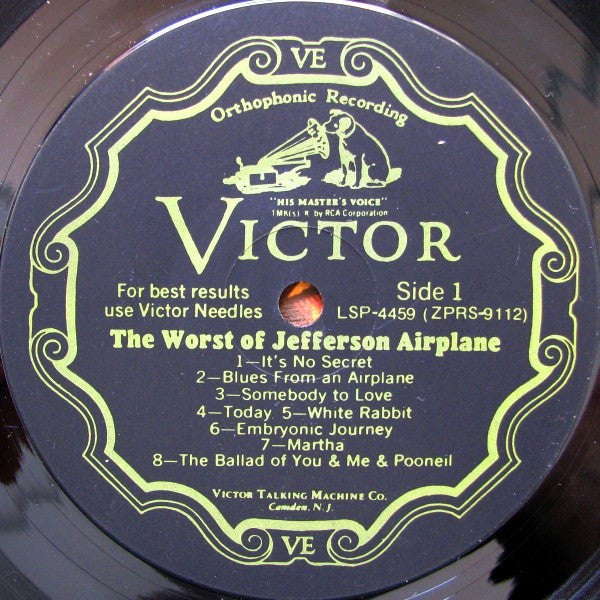 VE
Orthophonic Recording
"HIS MASTER'S VOICE"
TMK(s) ® by RCA Corporation
VICTOR
For best results
use Victor Needles
Side 1
LSP-4459 (ZPRS-9112)
The Worst of Jefferson Airplane
1—It's No Secret
2—Blues From an Airplane
3—Somebody to Love
4—Today 5—White Rabbit
6—Embryonic Journey
7—Martha
8—The Ballad of You & Me & Pooneil
VICTOR TALKING MACHINE CO.
Camden, N.J.
VE